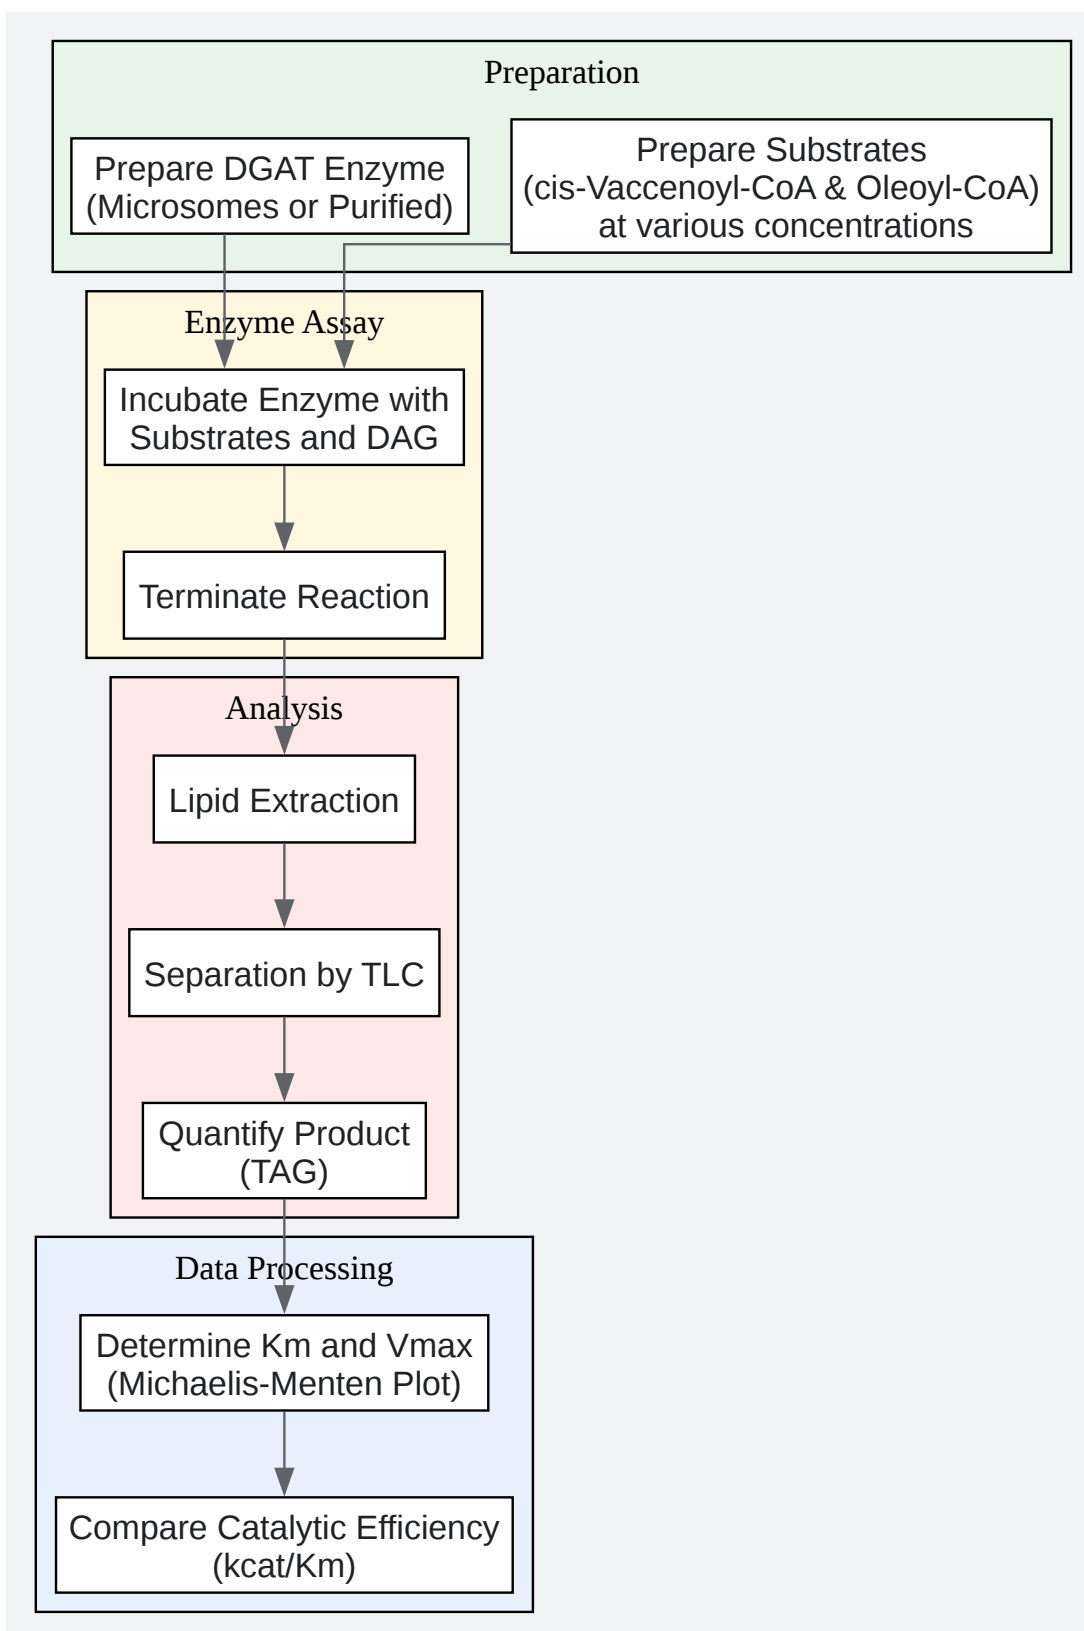 Preparation
Prepare DGAT Enzyme
(Microsomes or Purified)
Prepare Substrates
(cis-Vaccenoyl-CoA & Oleoyl-CoA)
at various concentrations
Enzyme Assay
Incubate Enzyme with
Substrates and DAG
Terminate Reaction
Analysis
Lipid Extraction
Separation by TLC
Quantify Product
(TAG)
Data Processing
Determine Km and Vmax
(Michaelis-Menten Plot)
Compare Catalytic Efficiency
(kcat/Km)